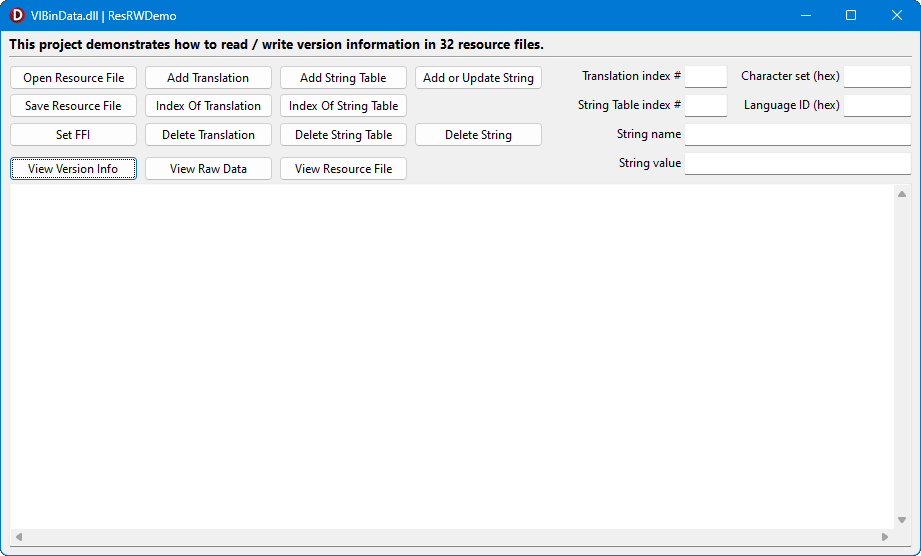 VIBinData.dll | ResRWDemo
This project demonstrates how to read / write version information in 32 resource files.
Open Resource File Add Translation Add String Table Add or Update String Translation index # Character set (hex)
Save Resource File Index Of Translation Index Of String Table String Table index # Language ID (hex)
Set FFI Delete Translation Delete String Table Delete String String name
View Version Info View Raw Data View Resource File String value